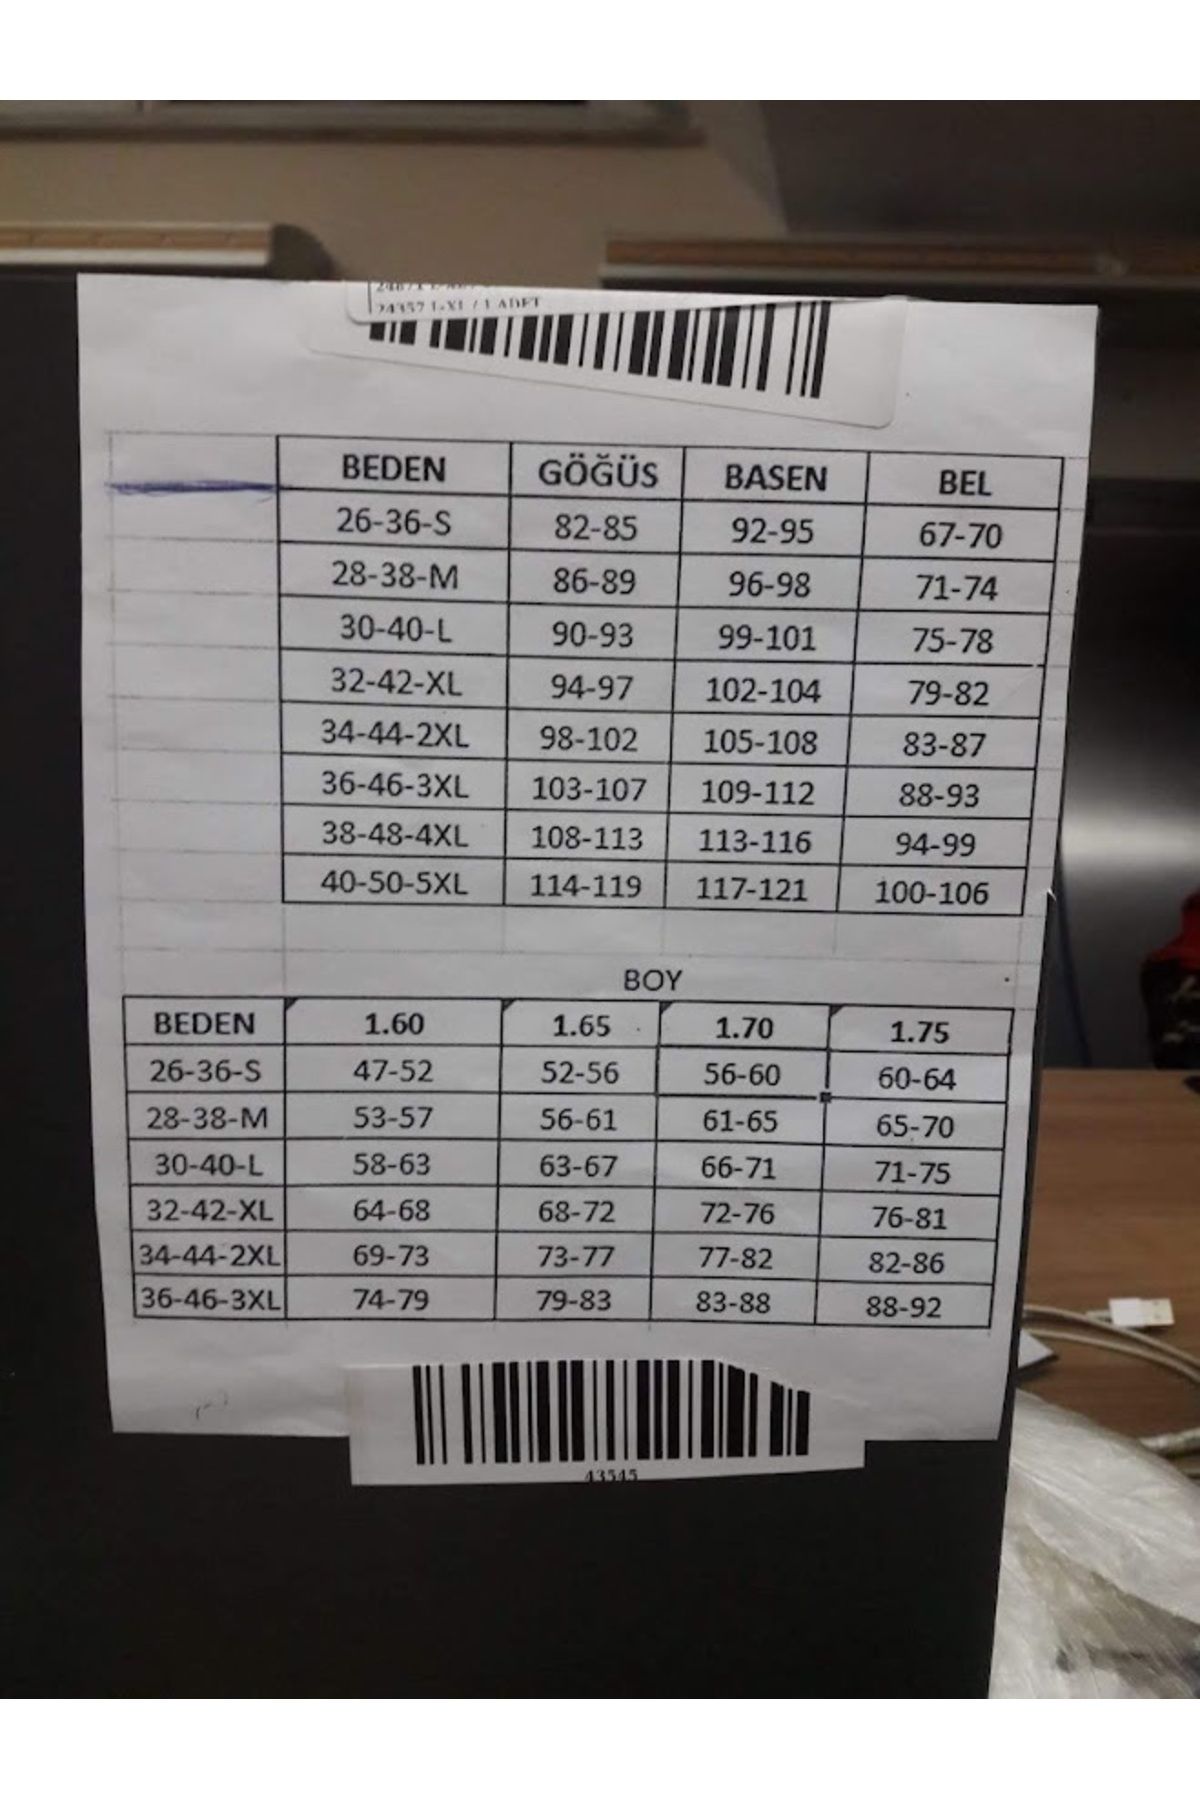 24357 L-XL / 1 ADET
BEDEN GÖĞÜS BASEN BEL
26-36-S 82-85 92-95 67-70
28-38-M 86-89 96-98 71-74
30-40-L 90-93 99-101 75-78
32-42-XL 94-97 102-104 79-82
34-44-2XL 98-102 105-108 83-87
36-46-3XL 103-107 109-112 88-93
38-48-4XL 108-113 113-116 94-99
40-50-5XL 114-119 117-121 100-106
BOY
BEDEN 1.60 1.65 1.70 1.75
26-36-S 47-52 52-56 56-60 60-64
28-38-M 53-57 56-61 61-65 65-70
30-40-L 58-63 63-67 66-71 71-75
32-42-XL 64-68 68-72 72-76 76-81
34-44-2XL 69-73 73-77 77-82 82-86
36-46-3XL 74-79 79-83 83-88 88-92
43545